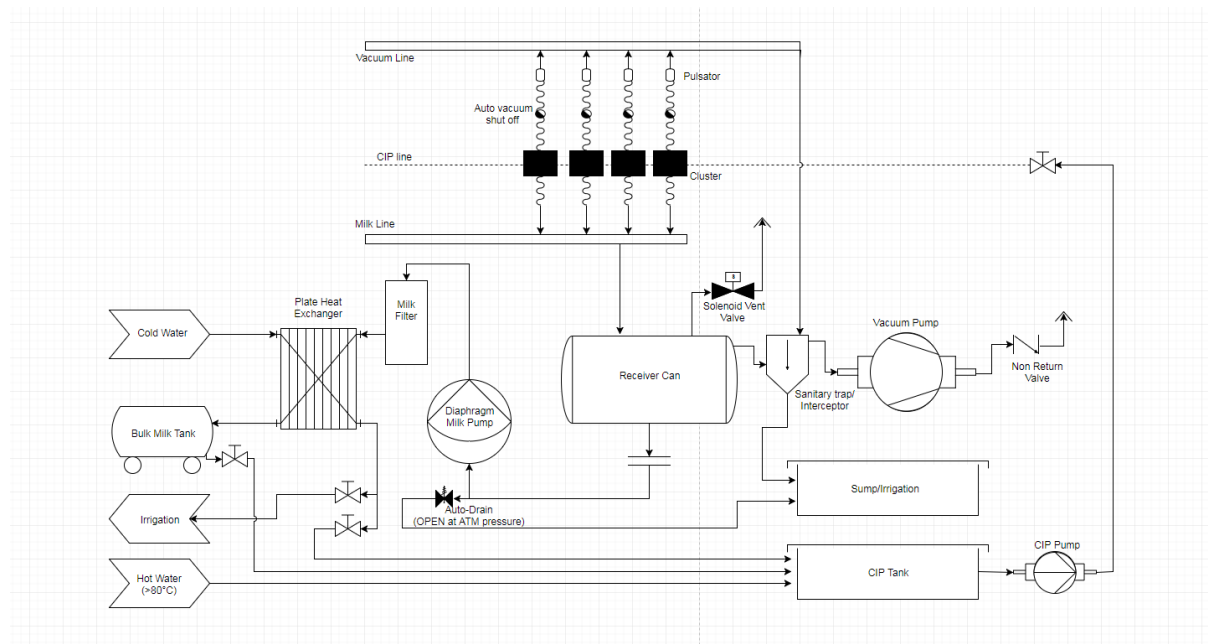 Vacuum Line
Pulsator
Auto vacuum
shut off
CIP line
Cluster
Milk Line
Plate Heat
Exchanger
Milk
Filter
S
Solenoid Vent
Valve
Vacuum Pump
Cold Water
Receiver Can
Non Return
Valve
Sanitary trap/
Interceptor
Diaphragm
Milk Pump
Bulk Milk Tank
Sump/Irrigation
Auto-Drain
(OPEN at ATM pressure)
Irrigation
CIP Pump
Hot Water
(>80°C)
CIP Tank